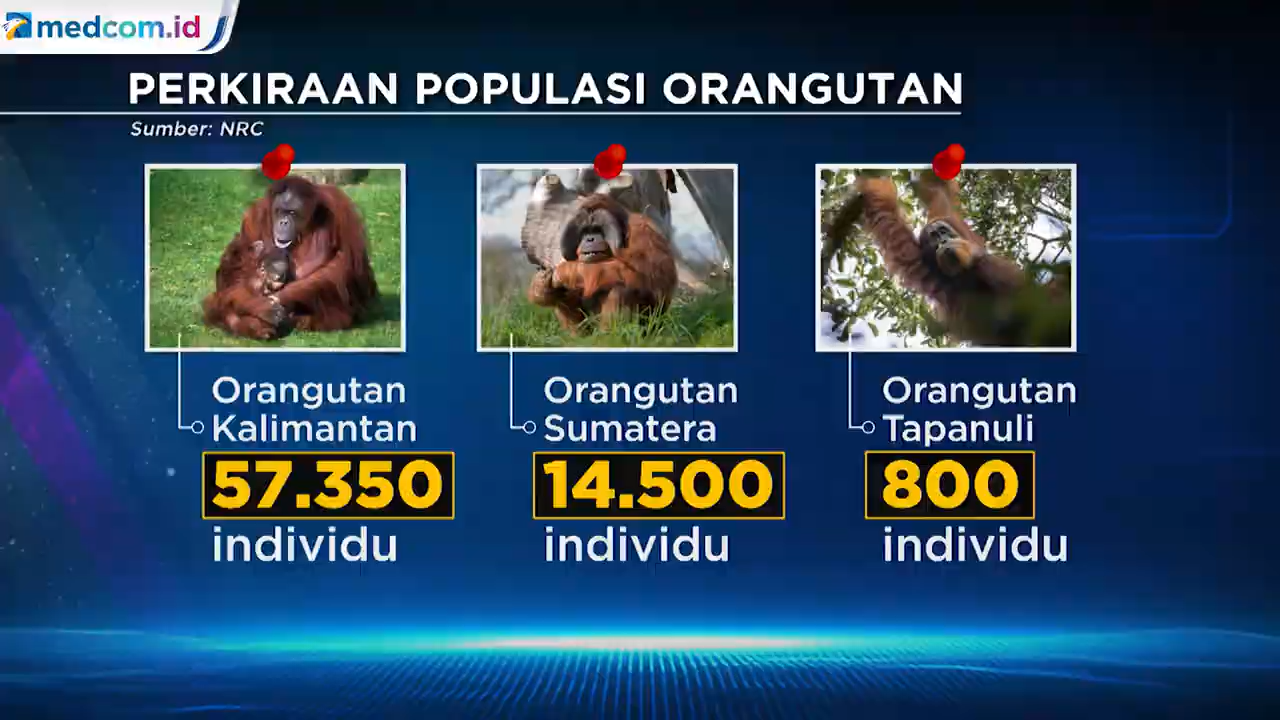 medcom.id
PERKIRAAN POPULASI ORANGUTAN
Sumber: NRC
Orangutan
Kalimantan
57.350
individu
Orangutan
Sumatera
14.500
individu
Orangutan
Tapanuli
800
individu